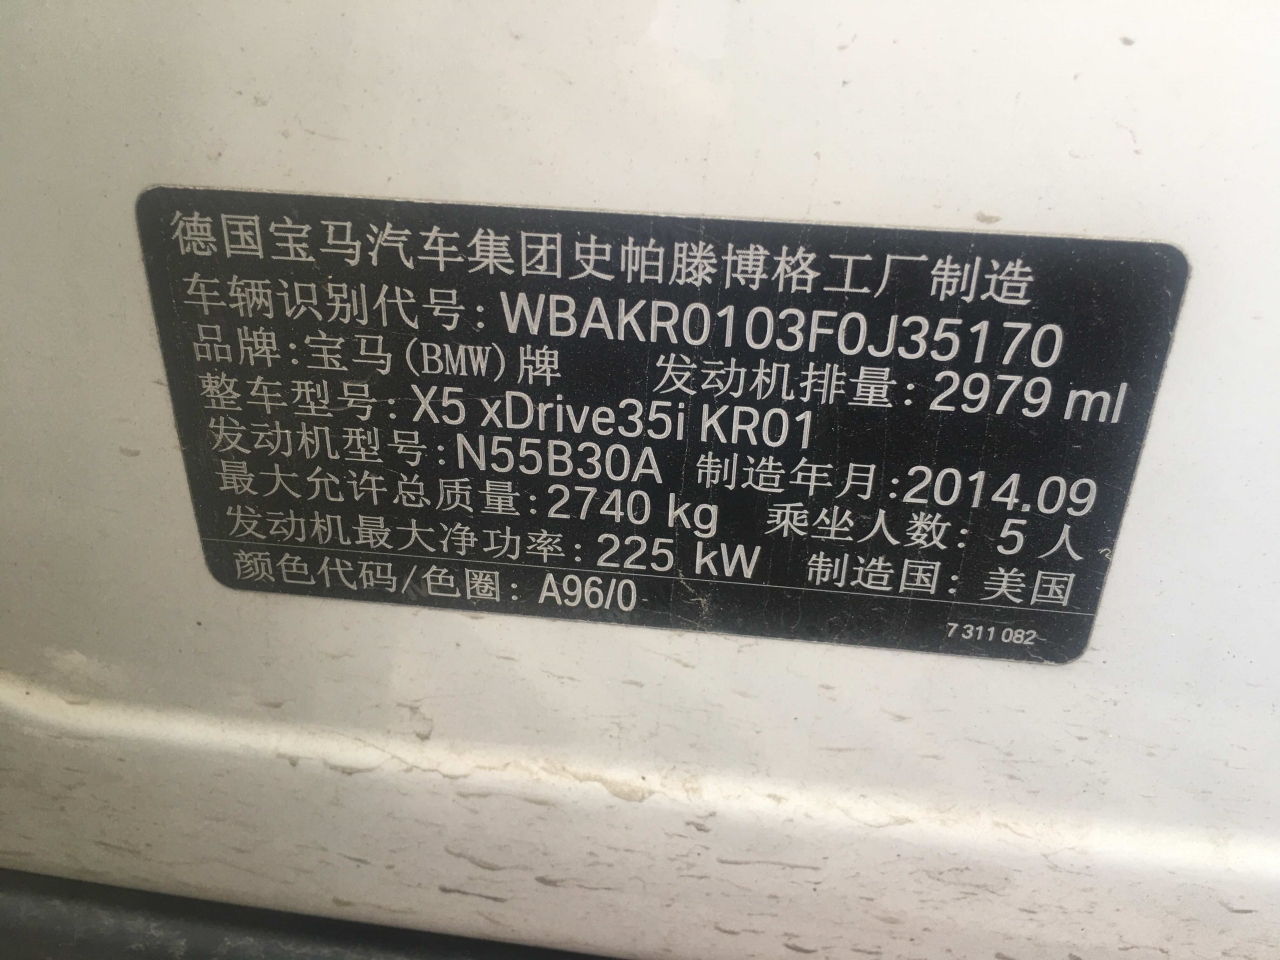 德国宝马汽车集团史帕滕博格工厂制造
车辆识别代号: WBAKR0103F0J35170
品牌:宝马(BMW)牌 发动机排量: 2979 ml
整车型号: X5 xDrive35i KR01
发动机型号:N55B30A 制造年月:2014.09
最大允许总质量:2740 kg 乘坐人数: 5 人
发动机最大净功率: 225 kW 制造国: 美国
颜色代码/色圈: A96/0
7 311 082